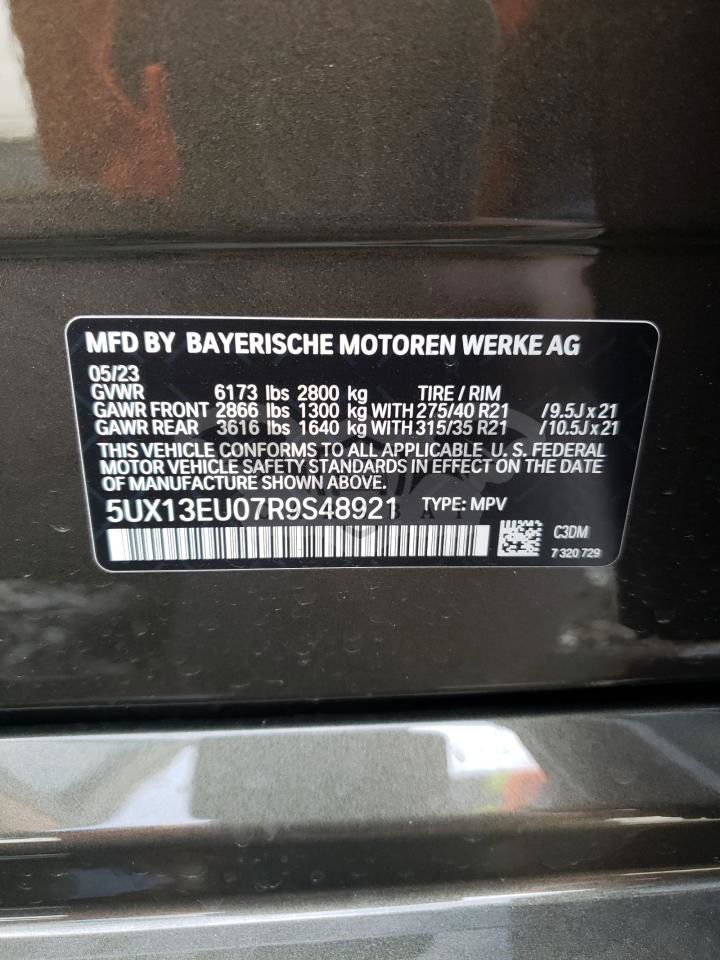 MFD BY BAYERISCHE MOTOREN WERKE AG
05/23
GVWR 6173 lbs 2800 kg TIRE / RIM
GAWR FRONT 2866 lbs 1300 kg WITH 275/40 R21 /9.5J x 21
GAWR REAR 3616 lbs 1640 kg WITH 315/35 R21 /10.5J x 21
THIS VEHICLE CONFORMS TO ALL APPLICABLE U. S. FEDERAL
MOTOR VEHICLE SAFETY STANDARDS IN EFFECT ON THE DATE
OF MANUFACTURE SHOWN ABOVE.
5UX13EU07R9S48921 TYPE: MPV
C3DM
7 320 729